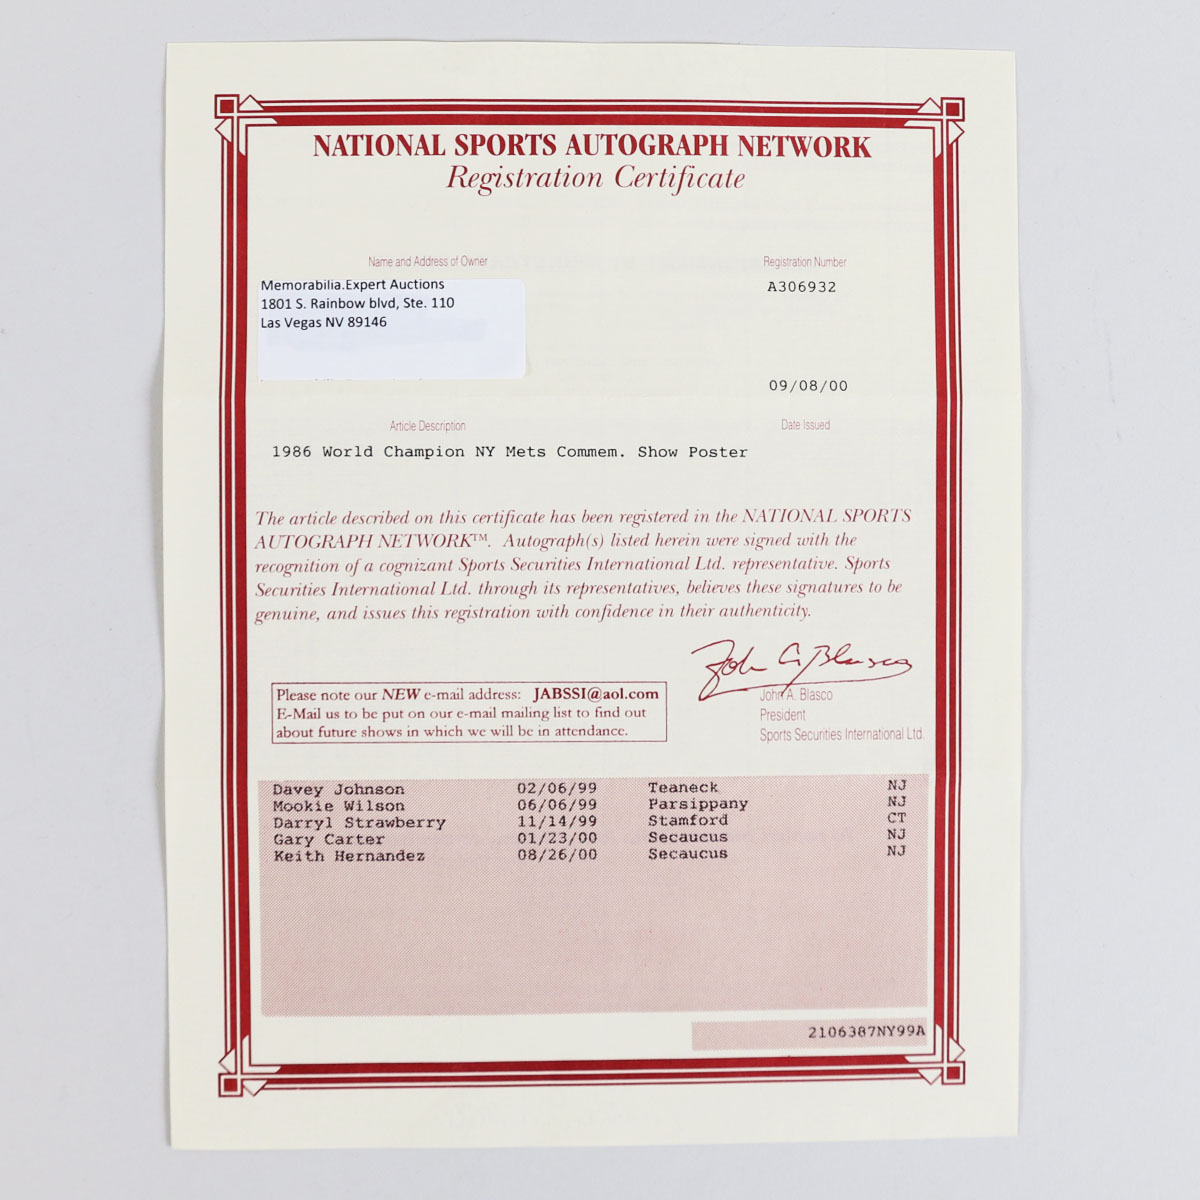 NATIONAL SPORTS AUTOGRAPH NETWORK
Registration Certificate
Name and Address of Owner
Registration Number
Memorabilia.Expert Auctions
1801 S. Rainbow blvd, Ste. 110
Las Vegas NV 89146
A306932
09/08/00
Article Description
Date Issued
1986 World Champion NY Mets Commem. Show Poster
The article described on this certificate has been registered in the NATIONAL SPORTS
AUTOGRAPH NETWORK™. Autograph(s) listed herein were signed with the
recognition of a cognizant Sports Securities International Ltd. representative. Sports
Securities International Ltd. through its representatives, believes these signatures to be
genuine, and issues this registration with confidence in their authenticity.
John A. Blasco
John A. Blasco
President
Sports Securities International Ltd.
Please note our NEW e-mail address: JABSSI@aol.com
E-Mail us to be put on our e-mail mailing list to find out
about future shows in which we will be in attendance.
Davey Johnson 02/06/99 Teaneck NJ
Mookie Wilson 06/06/99 Parsippany NJ
Darryl Strawberry 11/14/99 Stamford CT
Gary Carter 01/23/00 Secaucus NJ
Keith Hernandez 08/26/00 Secaucus NJ
2106387NY99A